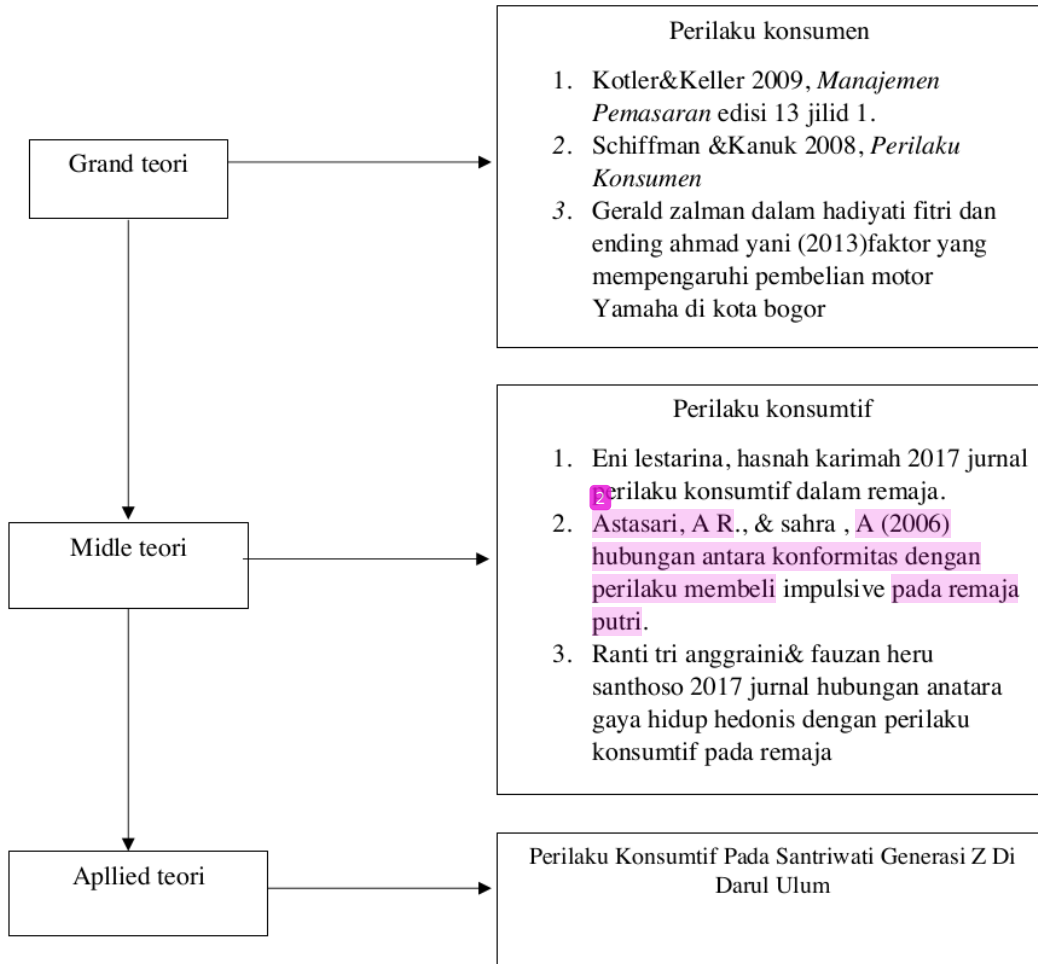 Perilaku konsumen
1. Kotler&Keller 2009, Manajemen
Pemasaran edisi 13 jilid 1.
2. Schiffman &Kanuk 2008, Perilaku
Konsumen
3. Gerald zalman dalam hadiyati fitri dan
ending ahmad yani (2013)faktor yang
mempengaruhi pembelian motor
Yamaha di kota bogor
Grand teori
Perilaku konsumtif
1. Eni lestarina, hasnah karimah 2017 jurnal
perilaku konsumtif dalam remaja.
2
2. Astasari, A R., & sahra , A (2006)
hubungan antara konformitas dengan
perilaku membeli impulsive pada remaja
putri.
3. Ranti tri anggraini& fauzan heru
santhoso 2017 jurnal hubungan anatara
gaya hidup hedonis dengan perilaku
konsumtif pada remaja
Midle teori
Apllied teori
Perilaku Konsumtif Pada Santriwati Generasi Z Di
Darul Ulum